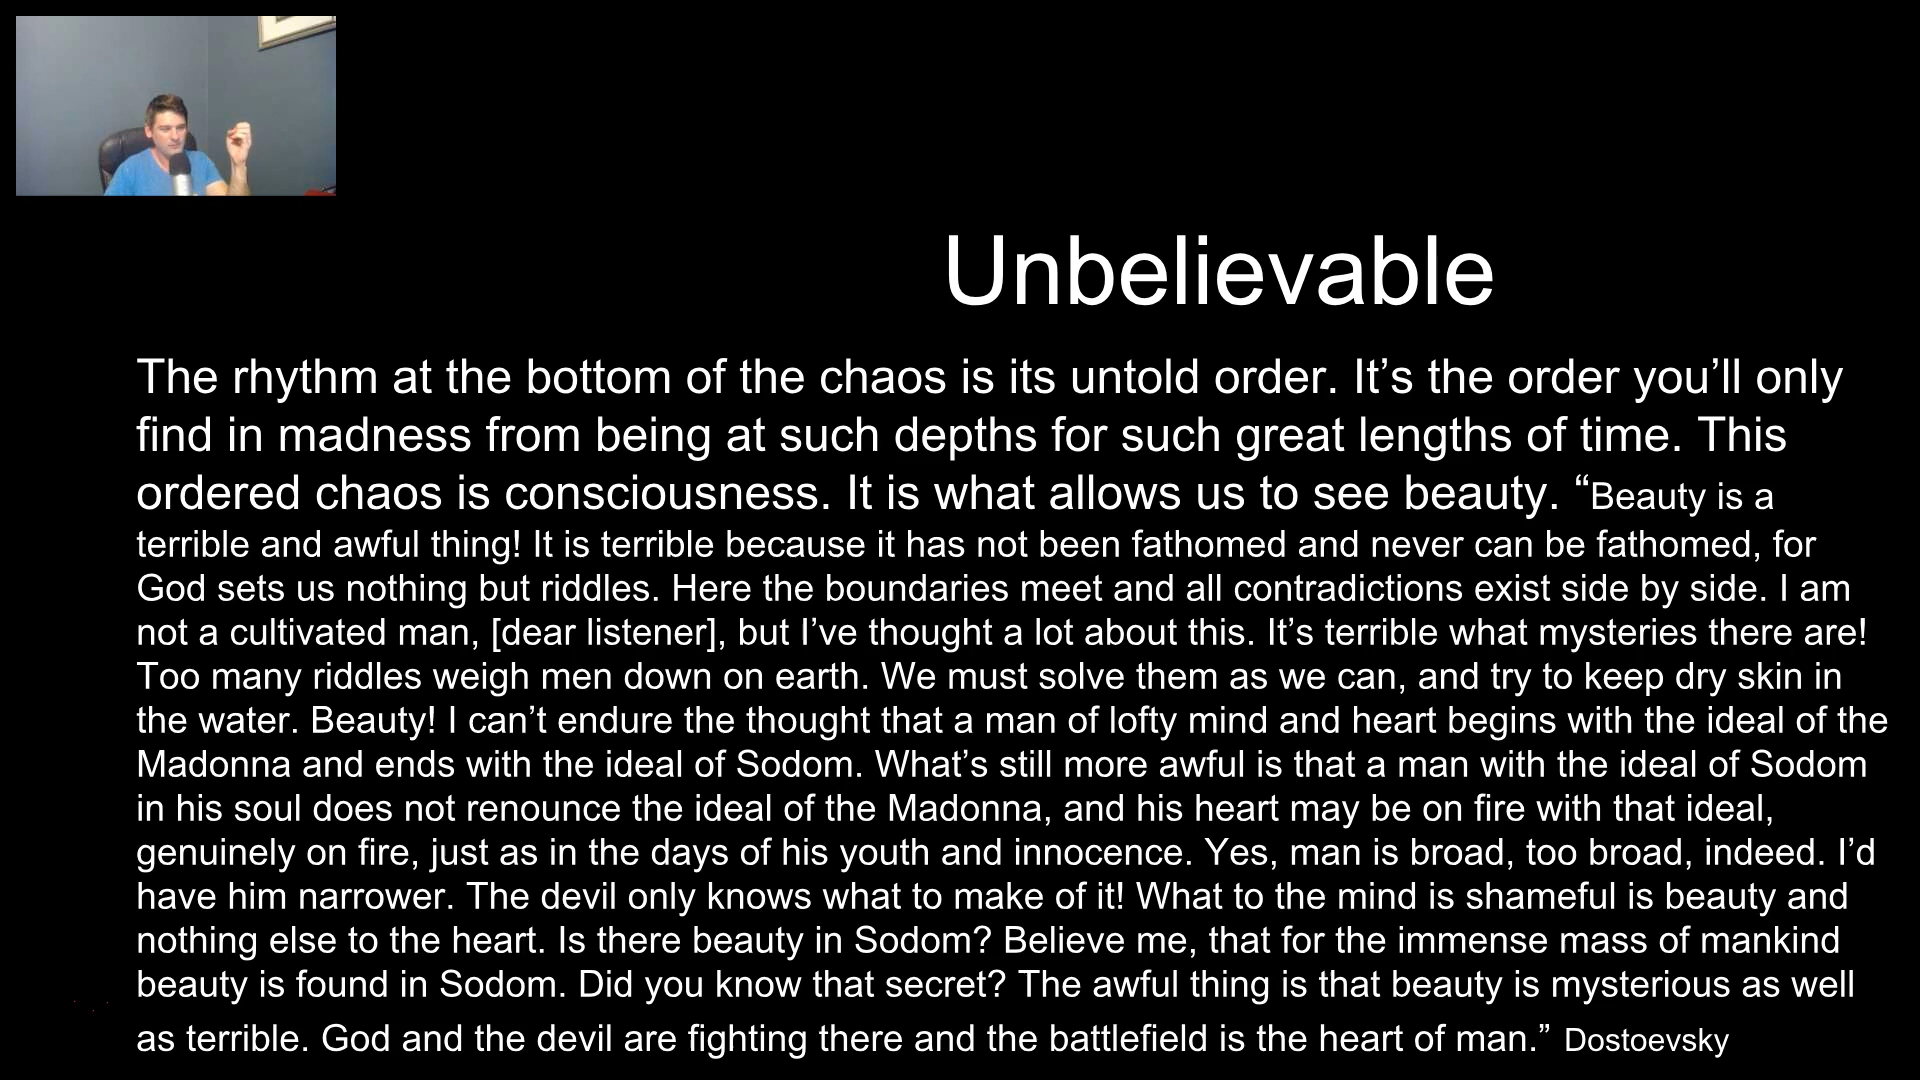 Unbelievable
The rhythm at the bottom of the chaos is its untold order. It’s the order you’ll only
find in madness from being at such depths for such great lengths of time. This
ordered chaos is consciousness. It is what allows us to see beauty. “Beauty is a
terrible and awful thing! It is terrible because it has not been fathomed and never can be fathomed, for
God sets us nothing but riddles. Here the boundaries meet and all contradictions exist side by side. I am
not a cultivated man, [dear listener], but I’ve thought a lot about this. It’s terrible what mysteries there are!
Too many riddles weigh men down on earth. We must solve them as we can, and try to keep dry skin in
the water. Beauty! I can’t endure the thought that a man of lofty mind and heart begins with the ideal of the
Madonna and ends with the ideal of Sodom. What’s still more awful is that a man with the ideal of Sodom
in his soul does not renounce the ideal of the Madonna, and his heart may be on fire with that ideal,
genuinely on fire, just as in the days of his youth and innocence. Yes, man is broad, too broad, indeed. I’d
have him narrower. The devil only knows what to make of it! What to the mind is shameful is beauty and
nothing else to the heart. Is there beauty in Sodom? Believe me, that for the immense mass of mankind
beauty is found in Sodom. Did you know that secret? The awful thing is that beauty is mysterious as well
as terrible. God and the devil are fighting there and the battlefield is the heart of man.” Dostoevsky